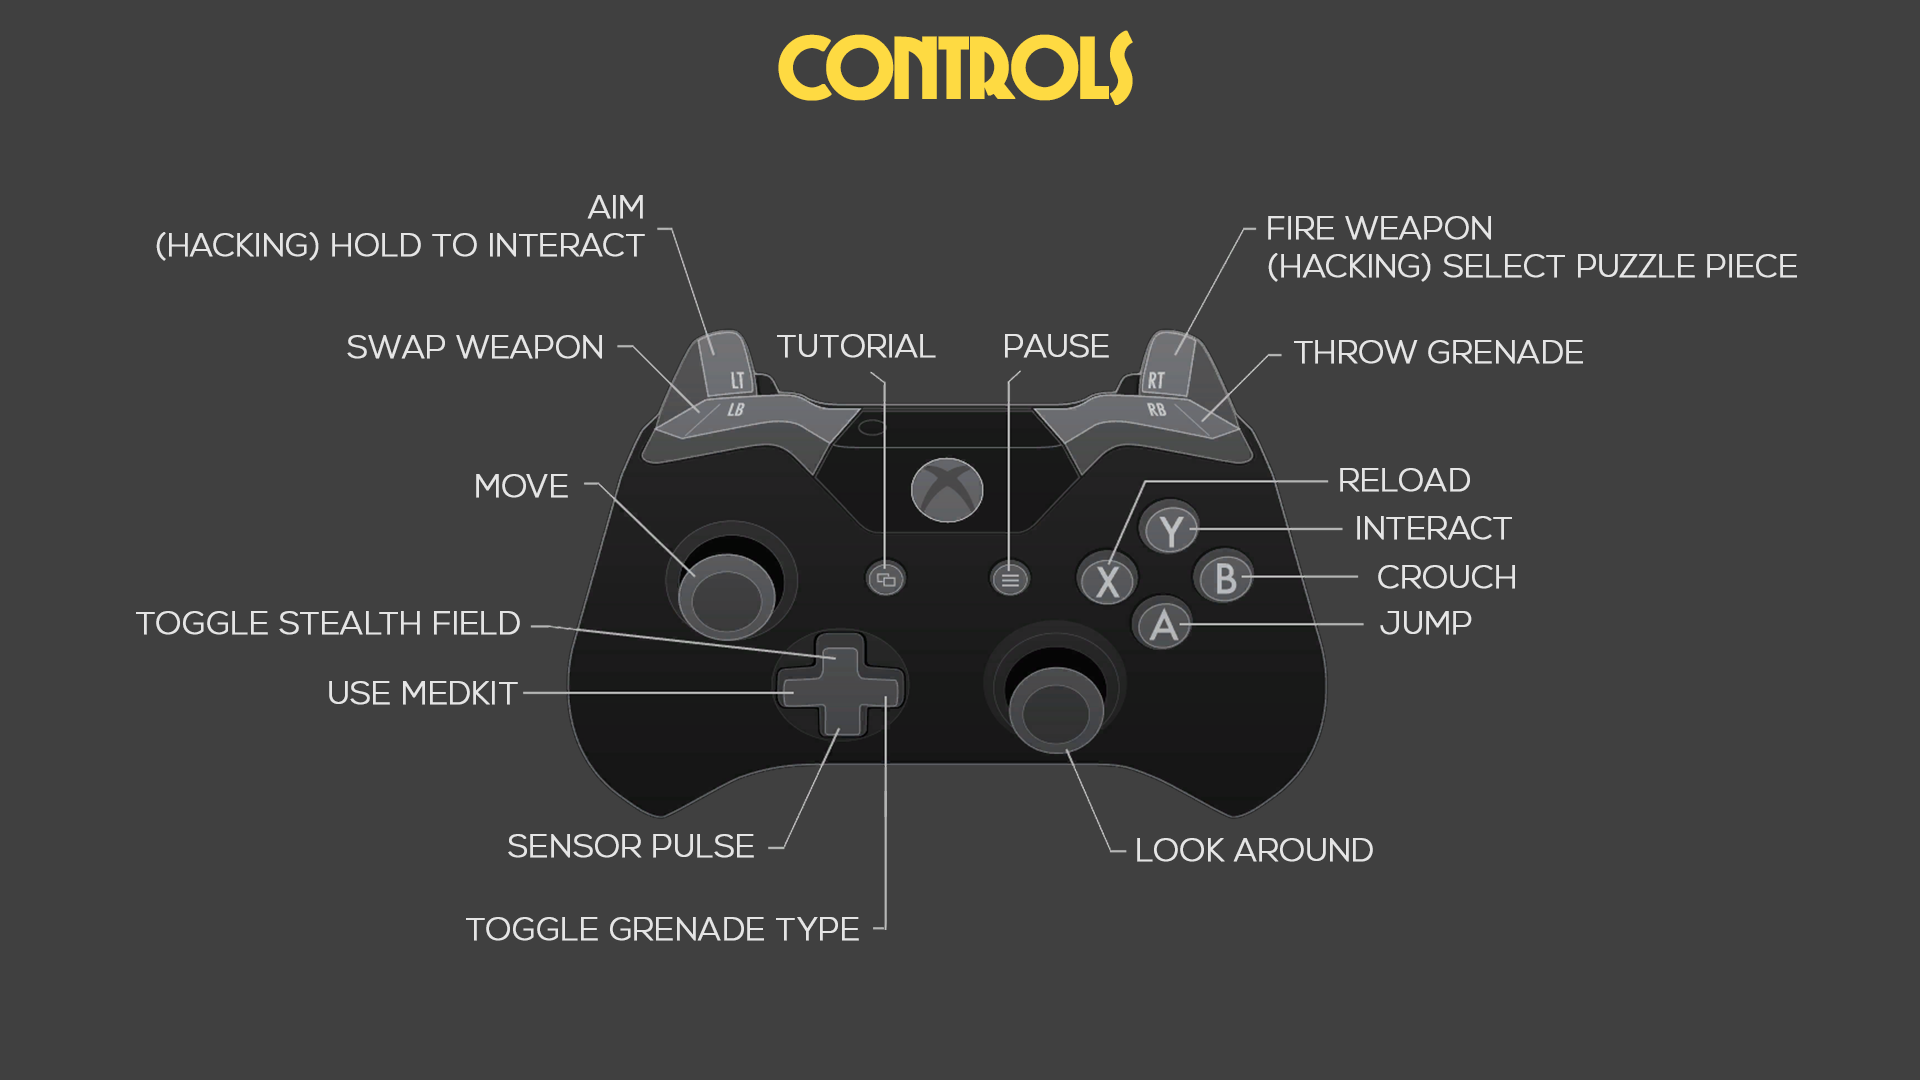 CONTROLS
AIM
(HACKING) HOLD TO INTERACT
FIRE WEAPON
(HACKING) SELECT PUZZLE PIECE
SWAP WEAPON
TUTORIAL
PAUSE
THROW GRENADE
LT
RT
LB
RB
MOVE
RELOAD
Y
INTERACT
X
B
CROUCH
TOGGLE STEALTH FIELD
A
JUMP
USE MEDKIT
SENSOR PULSE
LOOK AROUND
TOGGLE GRENADE TYPE